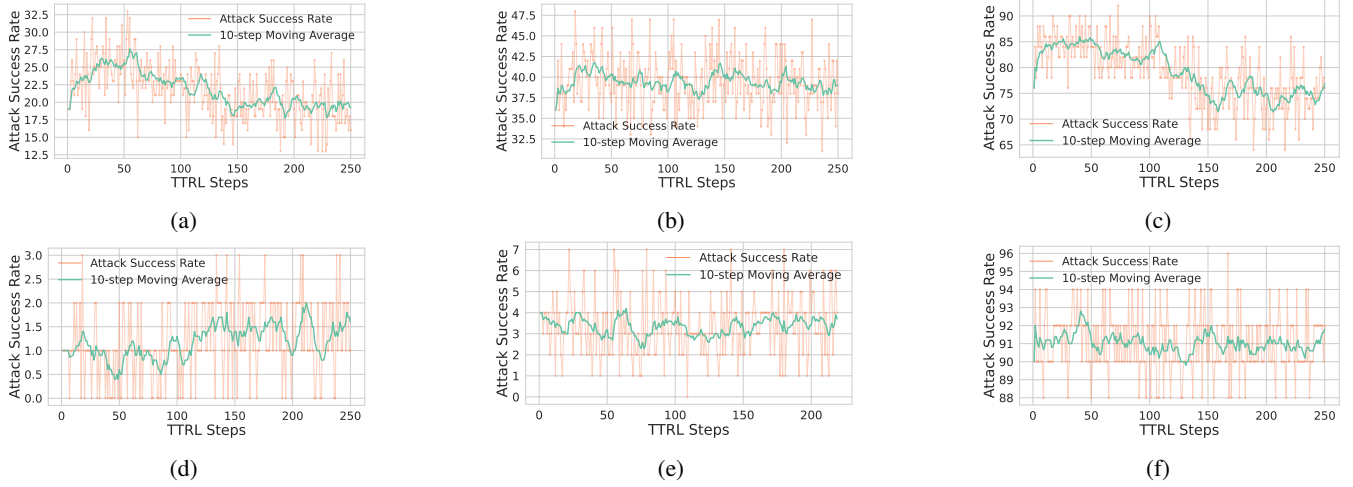 32.5
30.0
27.5
25.0
22.5
20.0
17.5
15.0
12.5
Attack Success Rate
Attack Success Rate
10-step Moving Average
0 50 100 150 200 250
TTRL Steps
(a)
47.5
45.0
42.5
40.0
37.5
35.0
32.5
Attack Success Rate
Attack Success Rate
10-step Moving Average
0 50 100 150 200 250
TTRL Steps
(b)
90
85
80
75
70
65
Attack Success Rate
Attack Success Rate
10-step Moving Average
0 50 100 150 200 250
TTRL Steps
(c)
3.0
2.5
2.0
1.5
1.0
0.5
0.0
Attack Success Rate
Attack Success Rate
10-step Moving Average
0 50 100 150 200 250
TTRL Steps
(d)
7
6
5
4
3
2
1
0
Attack Success Rate
Attack Success Rate
10-step Moving Average
0 50 100 150 200
TTRL Steps
(e)
96
95
94
93
92
91
90
89
88
Attack Success Rate
Attack Success Rate
10-step Moving Average
0 50 100 150 200 250
TTRL Steps
(f)